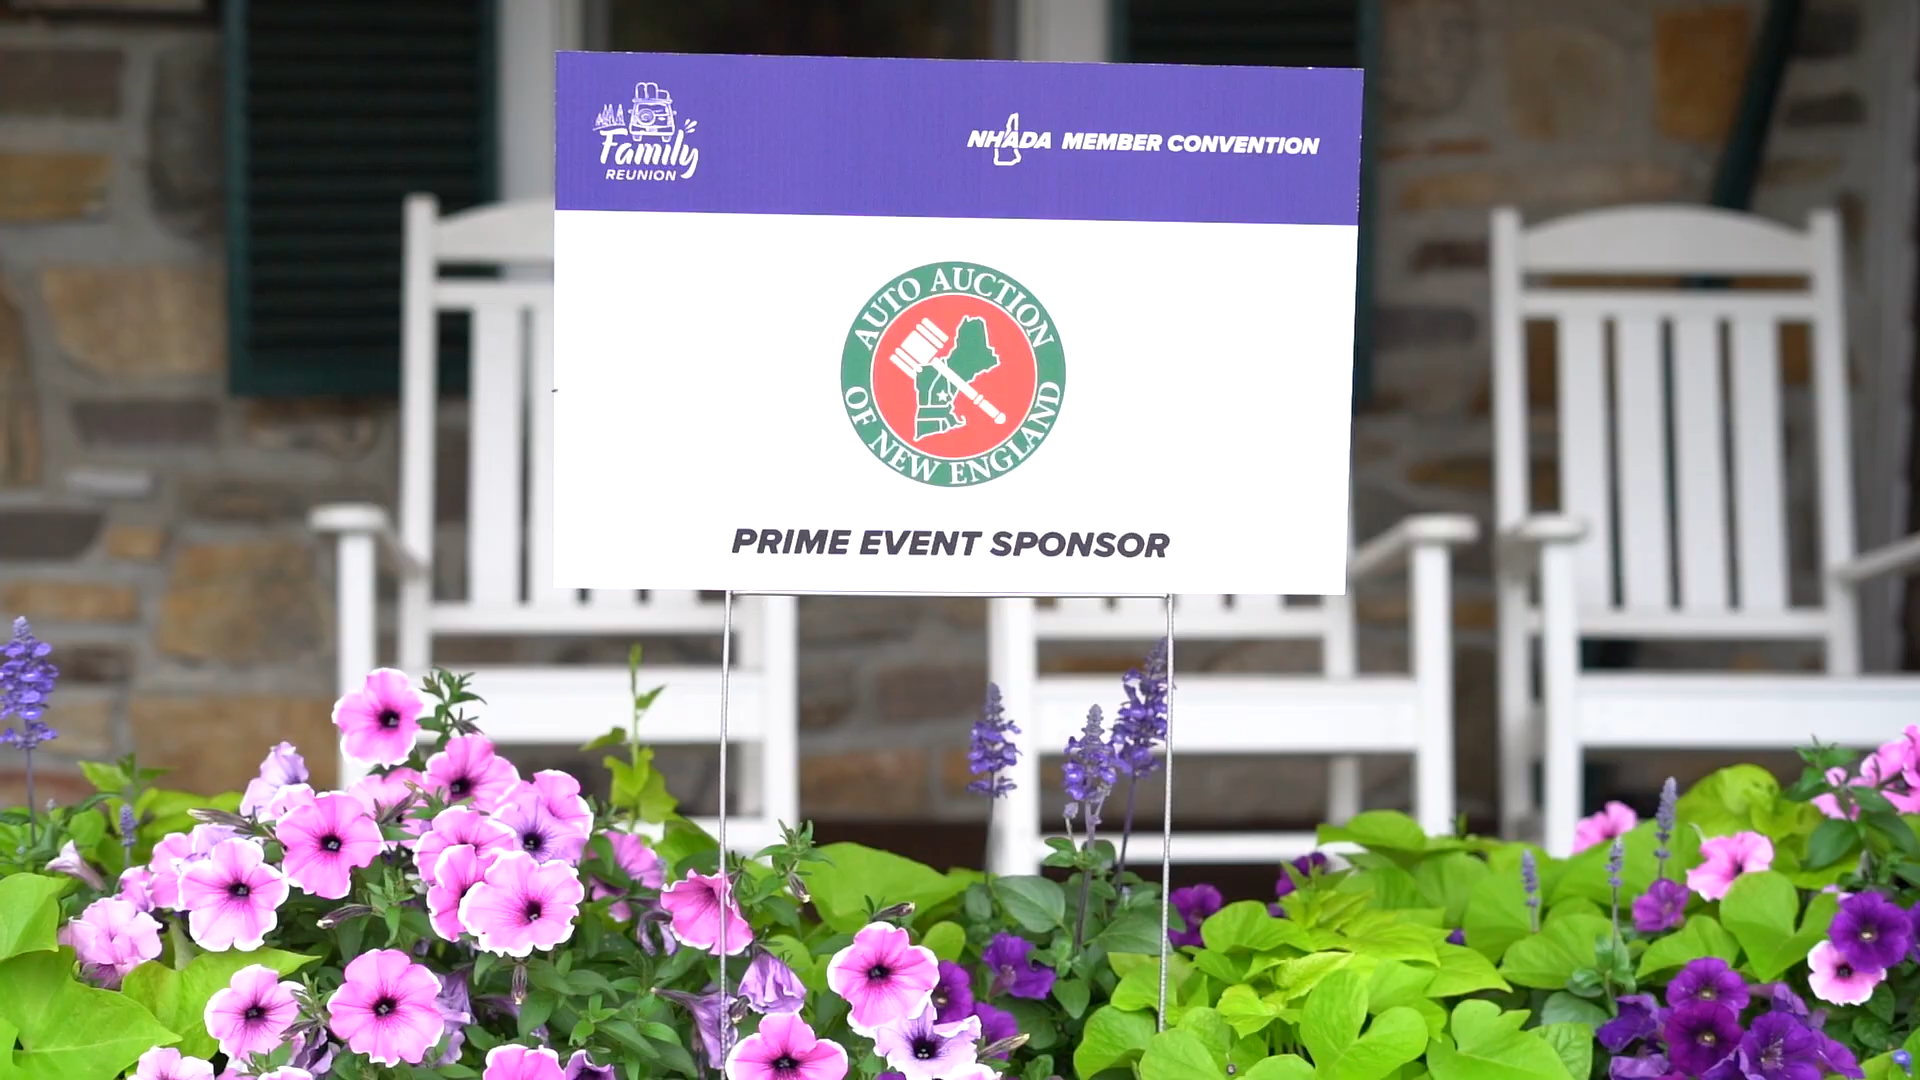 Family
REUNION
NHADA MEMBER CONVENTION
AUTO AUCTION
OF NEW ENGLAND
PRIME EVENT SPONSOR